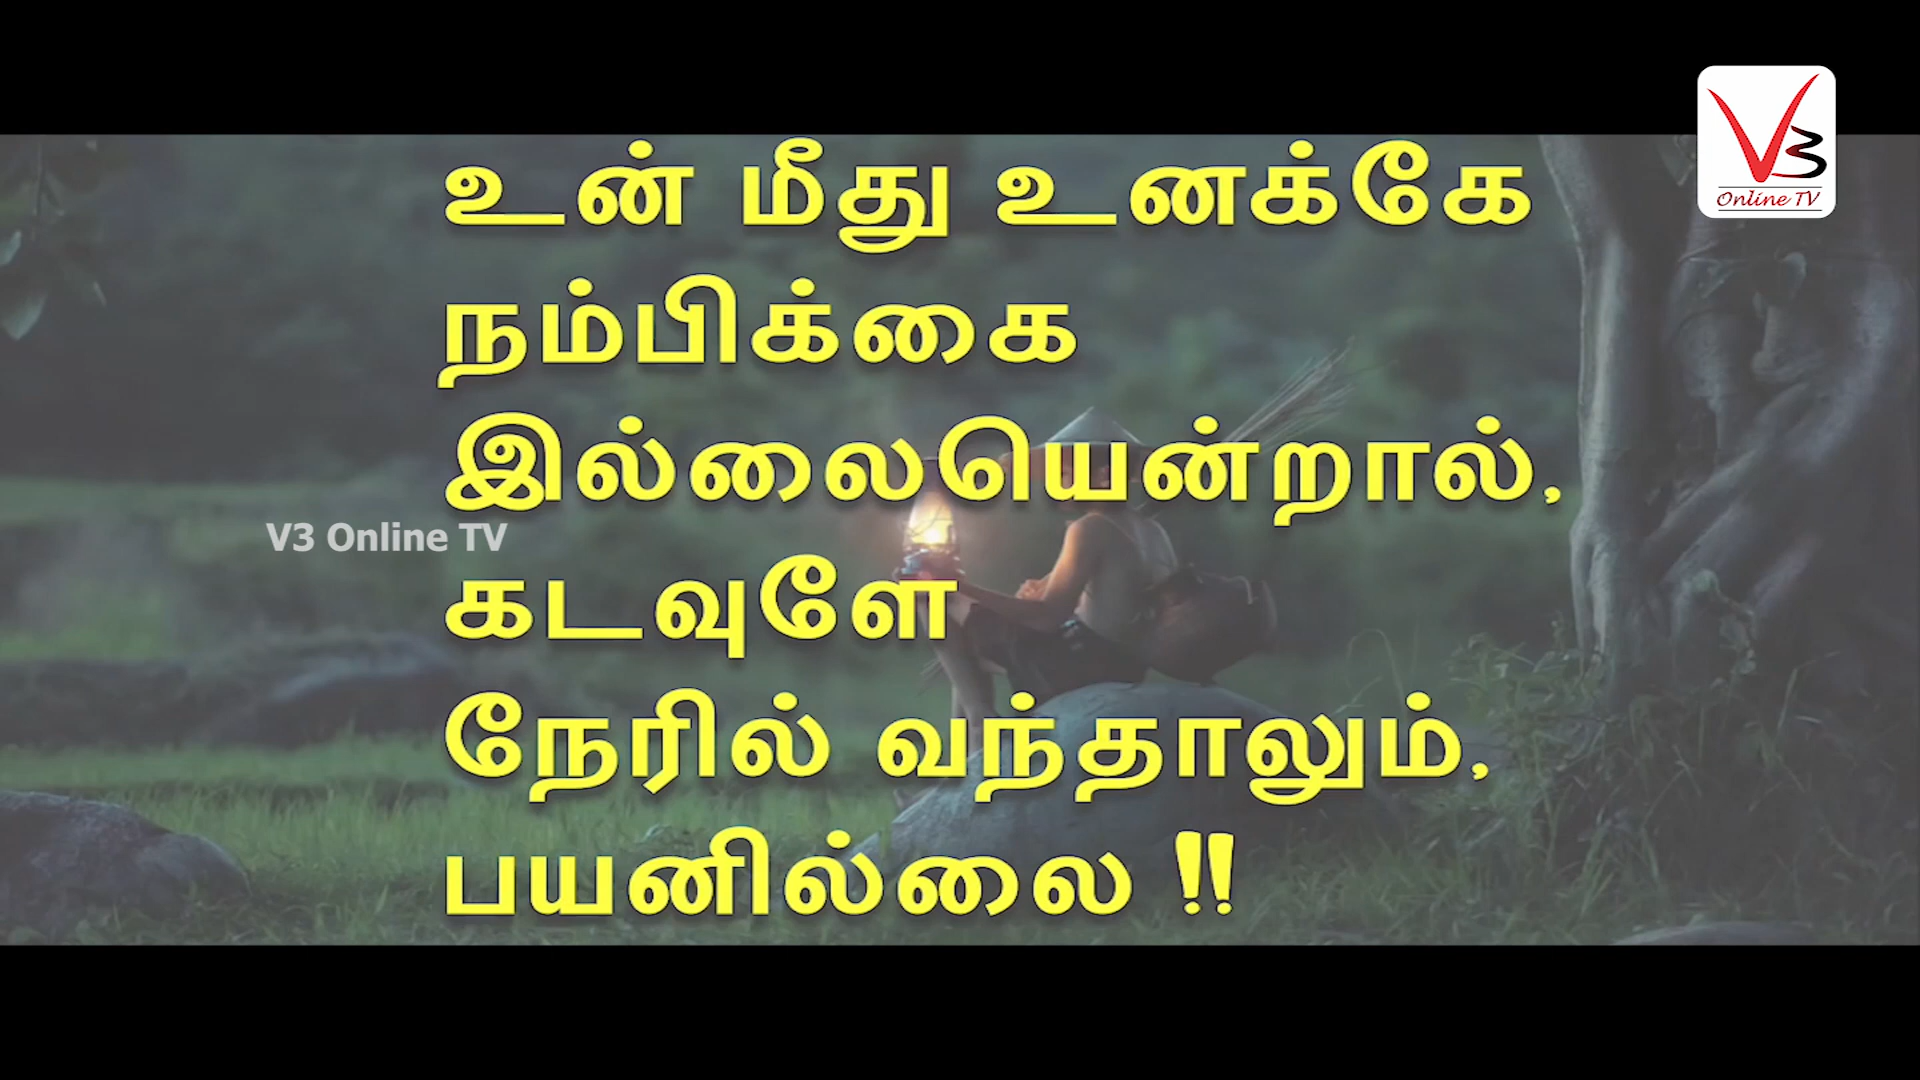 V3
Online TV
உன் மீது உனக்கே
நம்பிக்கை
இல்லையென்றால்,
V3 Online TV
கடவுளே
நேரில் வந்தாலும்,
பயனில்லை !!